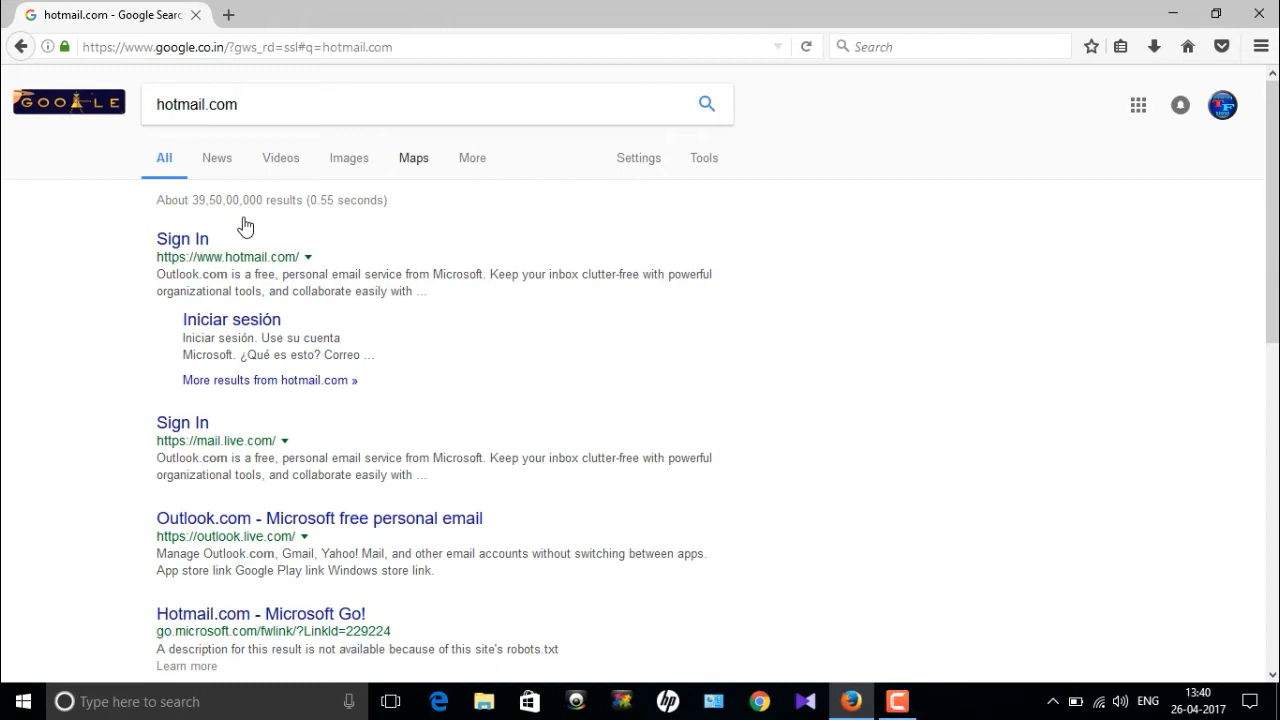 hotmail.com - Google Searc
https://www.google.co.in/?gws_rd=ssl#q=hotmail.com
Search
GOOGLE
hotmail.com
All News Videos Images Maps More Settings Tools
About 39,50,00,000 results (0.55 seconds)
Sign In
https://www.hotmail.com/
Outlook.com is a free, personal email service from Microsoft. Keep your inbox clutter-free with powerful
organizational tools, and collaborate easily with ...
Iniciar sesión
Iniciar sesión. Use su cuenta
Microsoft. ¿Qué es esto? Correo ...
More results from hotmail.com »
Sign In
https://mail.live.com/
Outlook.com is a free, personal email service from Microsoft. Keep your inbox clutter-free with powerful
organizational tools, and collaborate easily with ...
Outlook.com - Microsoft free personal email
https://outlook.live.com/
Manage Outlook.com, Gmail, Yahoo! Mail, and other email accounts without switching between apps.
App store link Google Play link Windows store link.
Hotmail.com - Microsoft Go!
go.microsoft.com/fwlink/?LinkId=229224
A description for this result is not available because of this site's robots.txt
Learn more
Type here to search
hp
ENG
13:40
26-04-2017